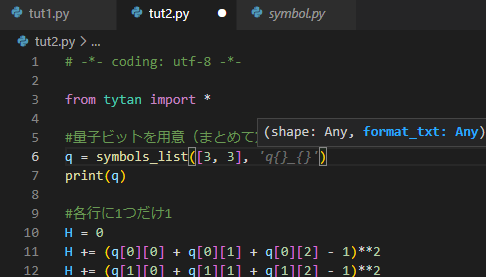 tut1.py tut2.py symbol.py
tut2.py > ...
1 # -*- coding: utf-8 -*-
2
3 from tytan import *
4
(shape: Any, format_txt: Any)
5 #量子ビットを用意（まとめて
6 q = symbols_list([3, 3], 'q{}_{}')
7 print(q)
8
9 #各行に1つだけ1
10 H = 0
11 H += (q[0][0] + q[0][1] + q[0][2] - 1)**2
12 H += (q[1][0] + q[1][1] + q[1][2] - 1)**2